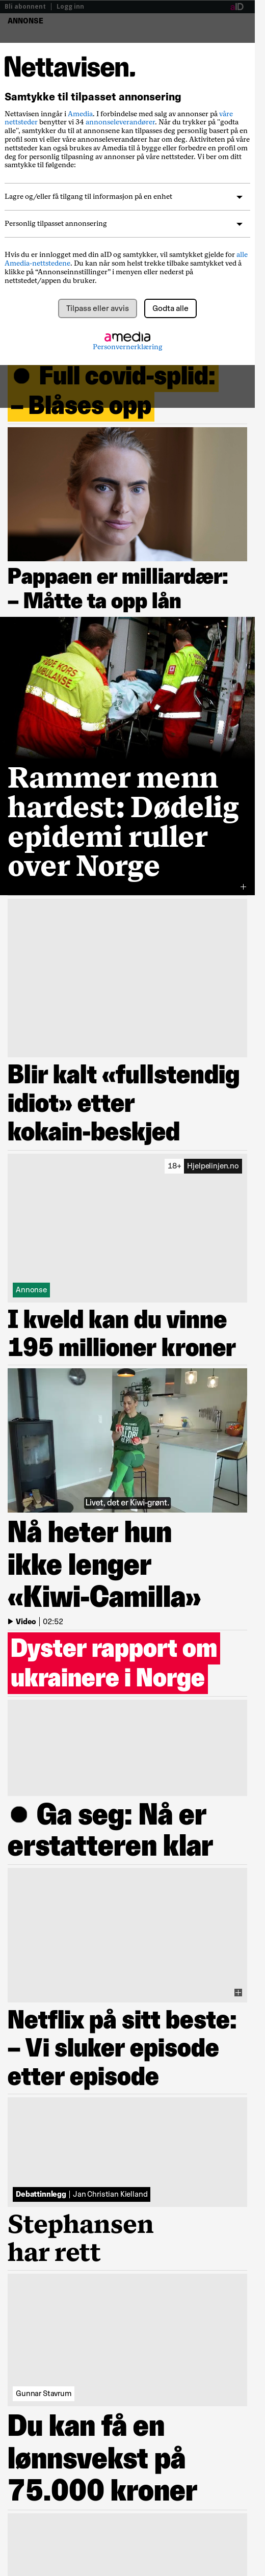 Bli abonnent | Logg inn
aID
ANNONSE
Nettavisen.
Samtykke til tilpasset annonsering
Nettavisen inngår i Amedia. I forbindelse med salg av annonser på våre
nettsteder benytter vi 34 annonseleverandører. Når du trykker på "godta
alle", samtykker du til at annonsene kan tilpasses deg personlig basert på en
profil som vi eller våre annonseleverandører har om deg. Aktiviteten på våre
nettsteder kan også brukes av Amedia til å bygge eller forbedre en profil om
deg for personlig tilpasning av annonser på våre nettsteder. Vi ber om ditt
samtykke til følgende:
Lagre og/eller få tilgang til informasjon på en enhet
Personlig tilpasset annonsering
Hvis du er innlogget med din aID og samtykker, vil samtykket gjelde for alle
Amedia-nettstedene. Du kan når som helst trekke tilbake samtykket ved å
klikke på “Annonseinnstillinger” i menyen eller nederst på
nettstedet/appen du bruker.
Tilpass eller avvis
Godta alle
amedia
Personvernerklæring
Full covid-splid:
– Blåses opp
Pappaen er milliardær:
– Måtte ta opp lån
RØDE KORS
AMBULANSE
Rammer menn
hardest: Dødelig
epidemi ruller
over Norge
Blir kalt «fullstendig
idiot» etter
kokain-beskjed
18+ Hjelpelinjen.no
Annonse
I kveld kan du vinne
195 millioner kroner
Livet, det er Kiwi-grønt.
Nå heter hun
ikke lenger
«Kiwi-Camilla»
Video | 02:52
Dyster rapport om
ukrainere i Norge
Ga seg: Nå er
erstatteren klar
Netflix på sitt beste:
– Vi sluker episode
etter episode
Debattinnlegg | Jan Christian Kielland
Stephansen
har rett
Gunnar Stavrum
Du kan få en
lønnsvekst på
75.000 kroner